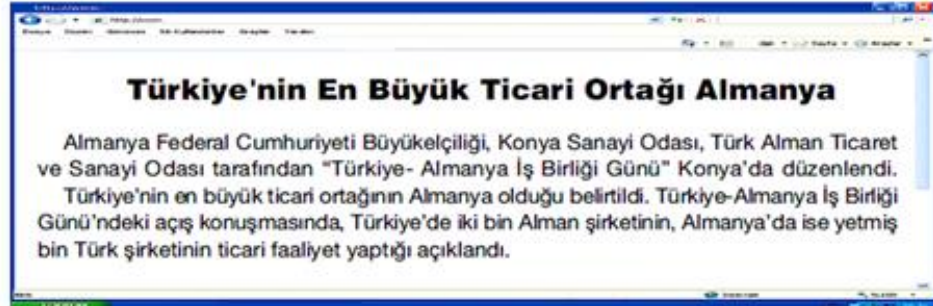 Türkiye'nin En Büyük Ticari Ortağı Almanya
Almanya Federal Cumhuriyeti Büyükelçiliği, Konya Sanayi Odası, Türk Alman Ticaret
ve Sanayi Odası tarafından "Türkiye- Almanya İş Birliği Günü" Konya'da düzenlendi.
Türkiye'nin en büyük ticari ortağının Almanya olduğu belirtildi. Türkiye-Almanya İş Birliği
Günü'ndeki açış konuşmasında, Türkiye'de iki bin Alman şirketinin, Almanya'da ise yetmiş
bin Türk şirketinin ticari faaliyet yaptığı açıklandı.